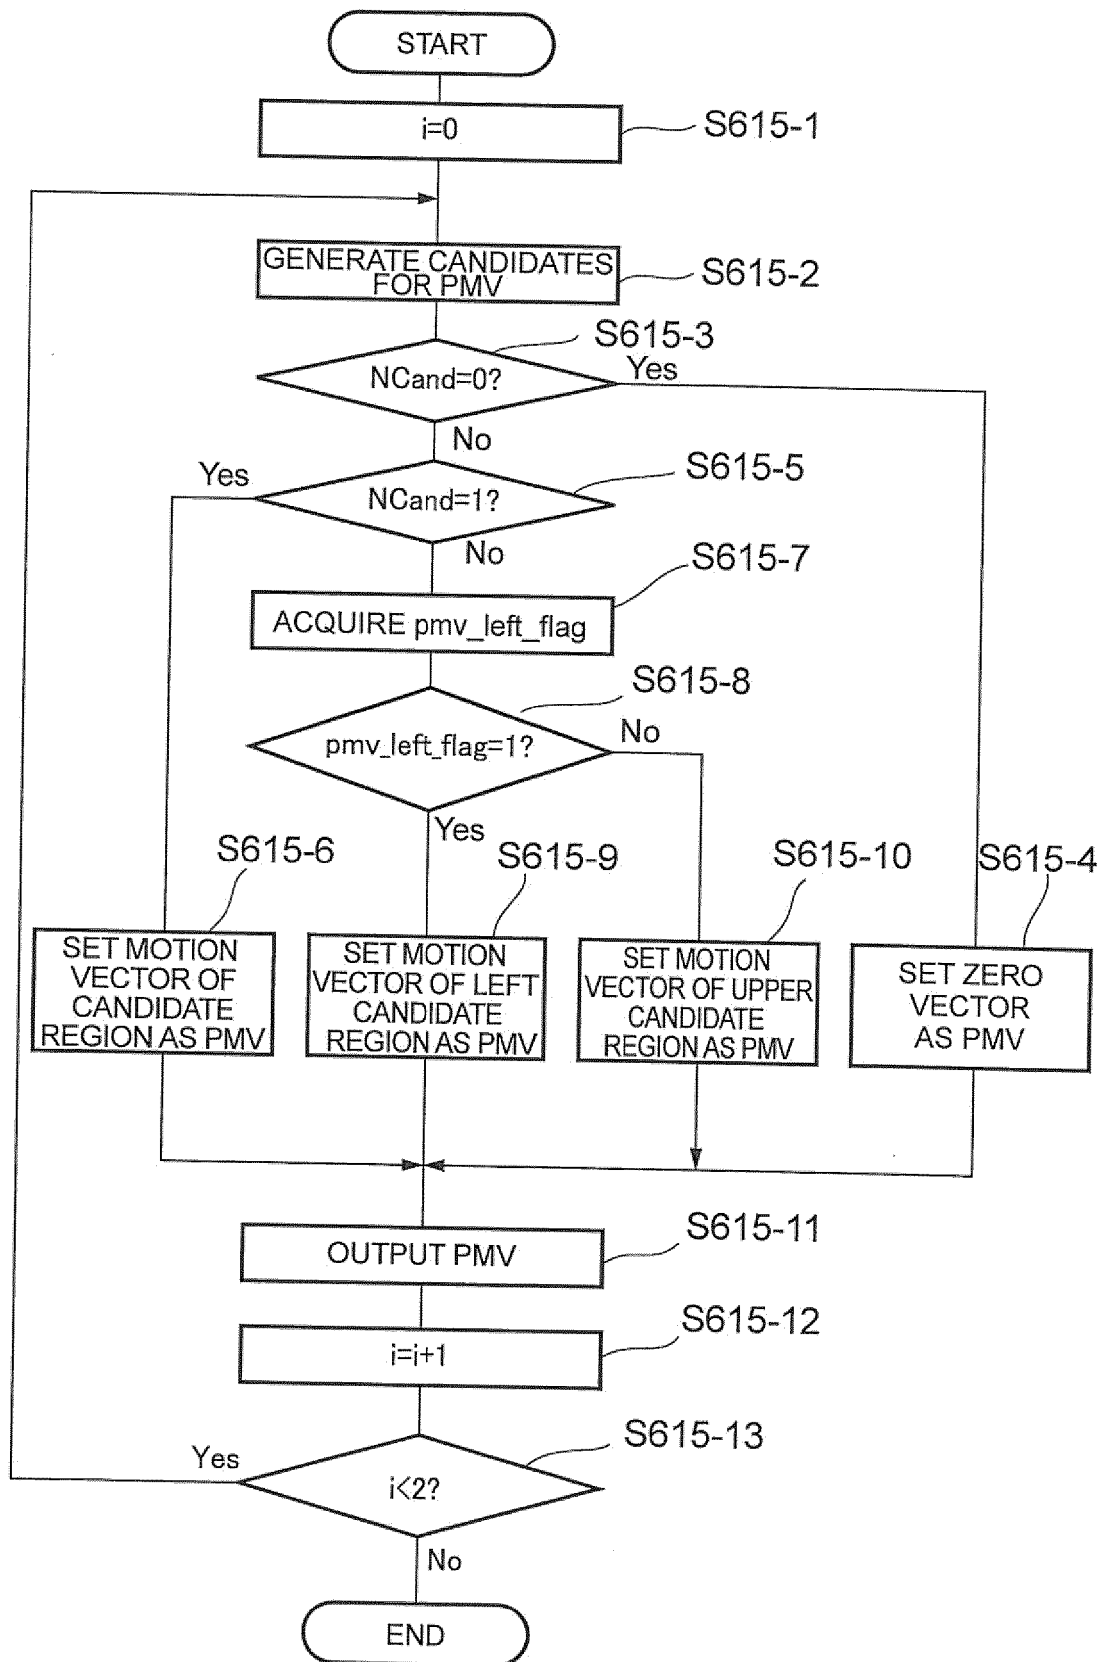 START
i=0
S615-1
GENERATE CANDIDATES
FOR PMV
S615-2
S615-3
NCand=0?
Yes
No
S615-5
Yes
NCand=1?
No
S615-7
ACQUIRE pmv_left_flag
S615-8
pmv_left_flag=1?
No
Yes
S615-6
S615-9
S615-10
S615-4
SET MOTION
VECTOR OF
CANDIDATE
REGION AS PMV
SET MOTION
VECTOR OF LEFT
CANDIDATE
REGION AS PMV
SET MOTION
VECTOR OF UPPER
CANDIDATE
REGION AS PMV
SET ZERO
VECTOR
AS PMV
S615-11
OUTPUT PMV
S615-12
i=i+1
S615-13
Yes
i<2?
No
END